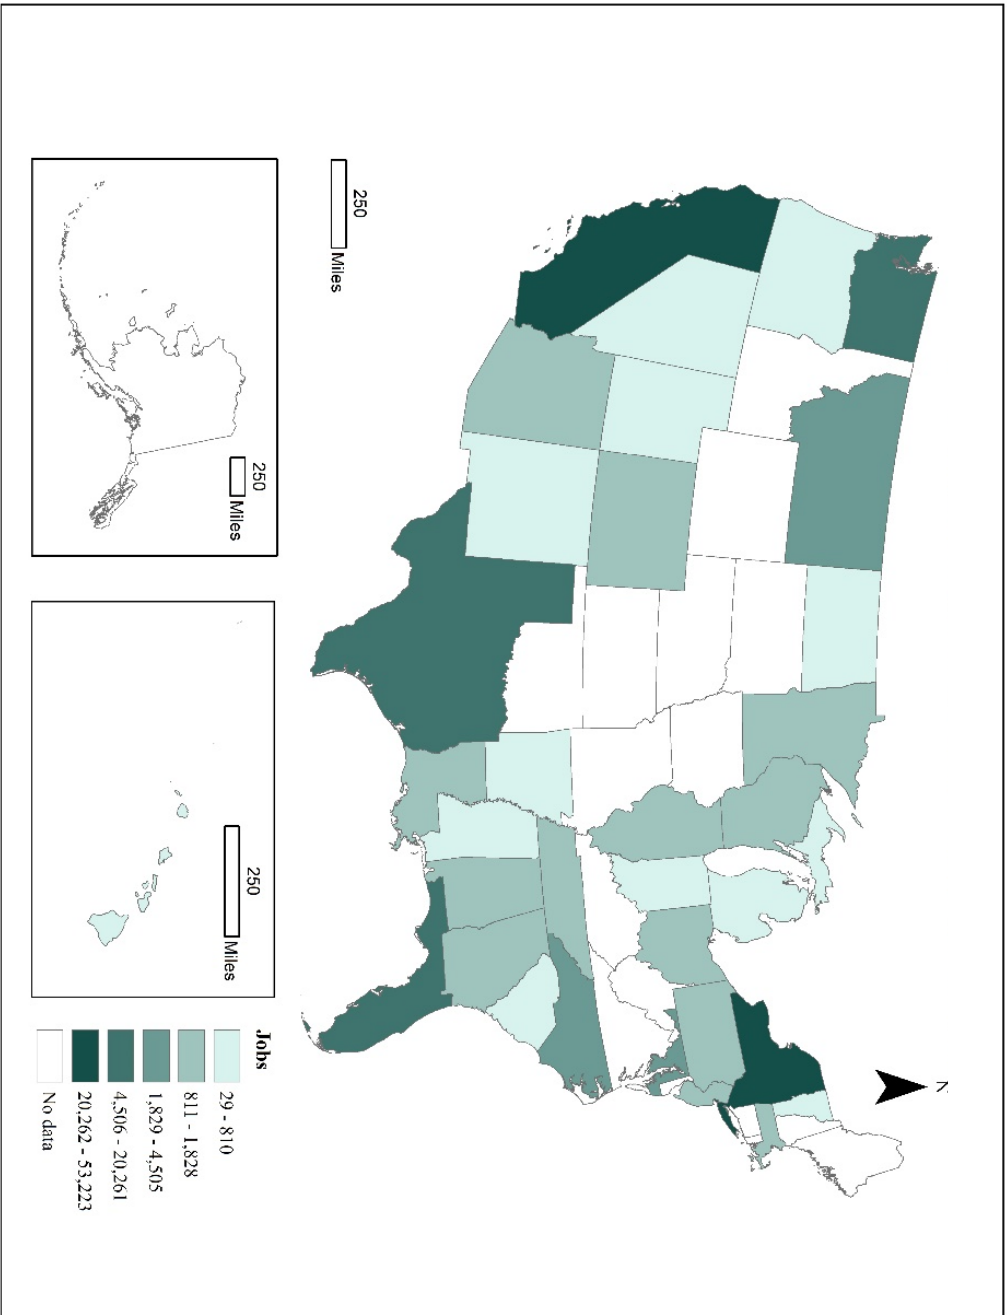 N
250
Miles
250
Miles
250
Miles
Jobs
29 - 810
811 - 1,828
1,829 - 4,505
4,506 - 20,261
20,262 - 53,223
No data